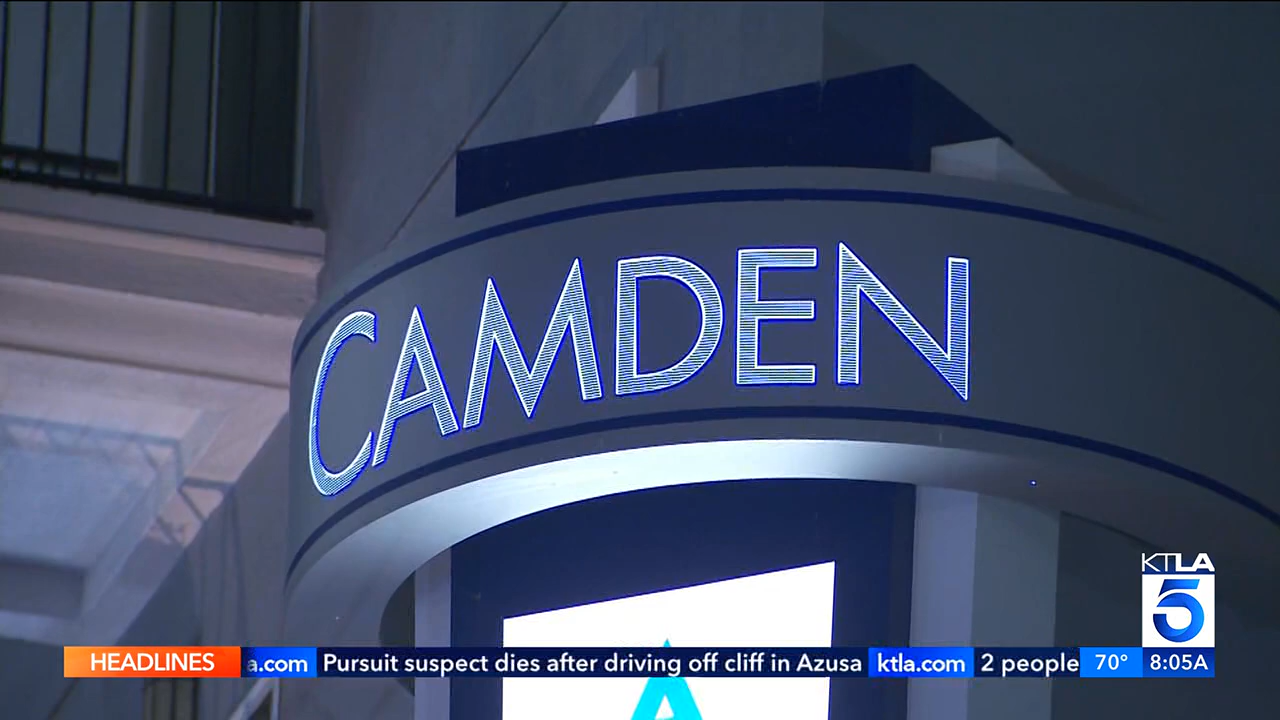 CAMDEN
KTLA
5
HEADLINES
a.com Pursuit suspect dies after driving off cliff in Azusa ktla.com 2 people
70° 8:05A
A